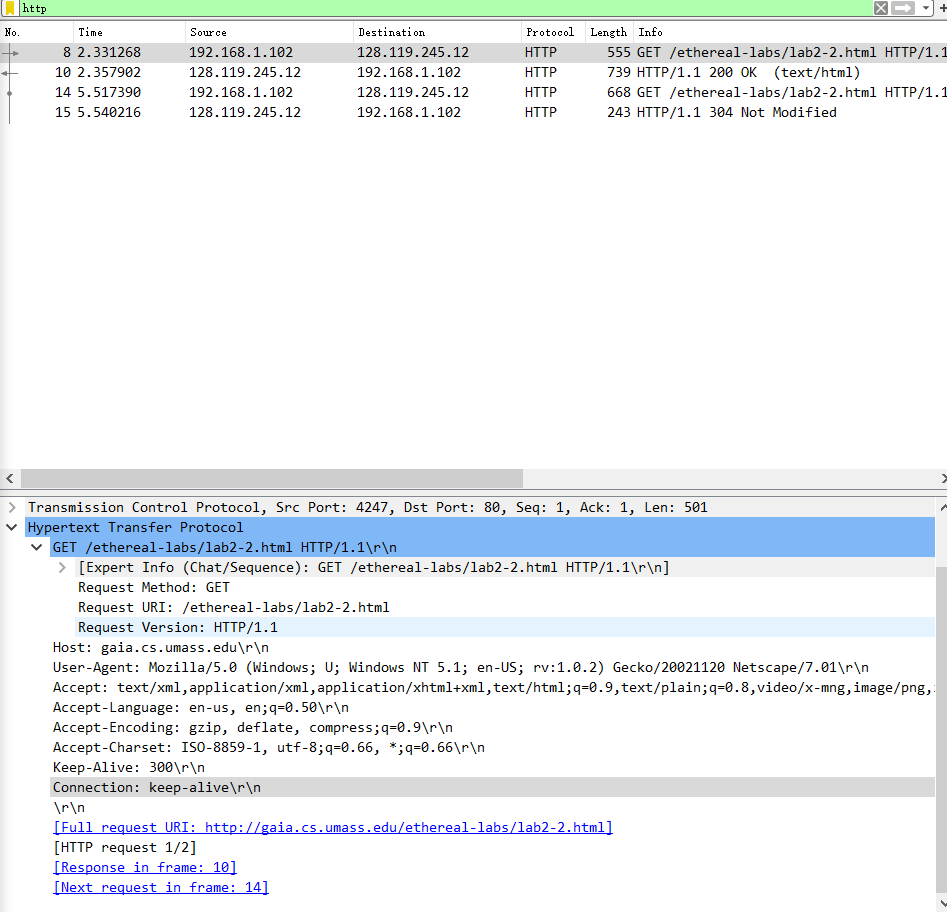 http
No. Time Source Destination Protocol Length Info
8 2.331268 192.168.1.102 128.119.245.12 HTTP 555 GET /ethereal-labs/lab2-2.html HTTP/1.1
10 2.357902 128.119.245.12 192.168.1.102 HTTP 739 HTTP/1.1 200 OK (text/html)
14 5.517390 192.168.1.102 128.119.245.12 HTTP 668 GET /ethereal-labs/lab2-2.html HTTP/1.1
15 5.540216 128.119.245.12 192.168.1.102 HTTP 243 HTTP/1.1 304 Not Modified
Transmission Control Protocol, Src Port: 4247, Dst Port: 80, Seq: 1, Ack: 1, Len: 501
Hypertext Transfer Protocol
GET /ethereal-labs/lab2-2.html HTTP/1.1\r\n
[Expert Info (Chat/Sequence): GET /ethereal-labs/lab2-2.html HTTP/1.1\r\n]
Request Method: GET
Request URI: /ethereal-labs/lab2-2.html
Request Version: HTTP/1.1
Host: gaia.cs.umass.edu\r\n
User-Agent: Mozilla/5.0 (Windows; U; Windows NT 5.1; en-US; rv:1.0.2) Gecko/20021120 Netscape/7.01\r\n
Accept: text/xml,application/xml,application/xhtml+xml,text/html;q=0.9,text/plain;q=0.8,video/x-mng,image/png,
Accept-Language: en-us, en;q=0.50\r\n
Accept-Encoding: gzip, deflate, compress;q=0.9\r\n
Accept-Charset: ISO-8859-1, utf-8;q=0.66, *;q=0.66\r\n
Keep-Alive: 300\r\n
Connection: keep-alive\r\n
\r\n
[Full request URI: http://gaia.cs.umass.edu/ethereal-labs/lab2-2.html]
[HTTP request 1/2]
[Response in frame: 10]
[Next request in frame: 14]